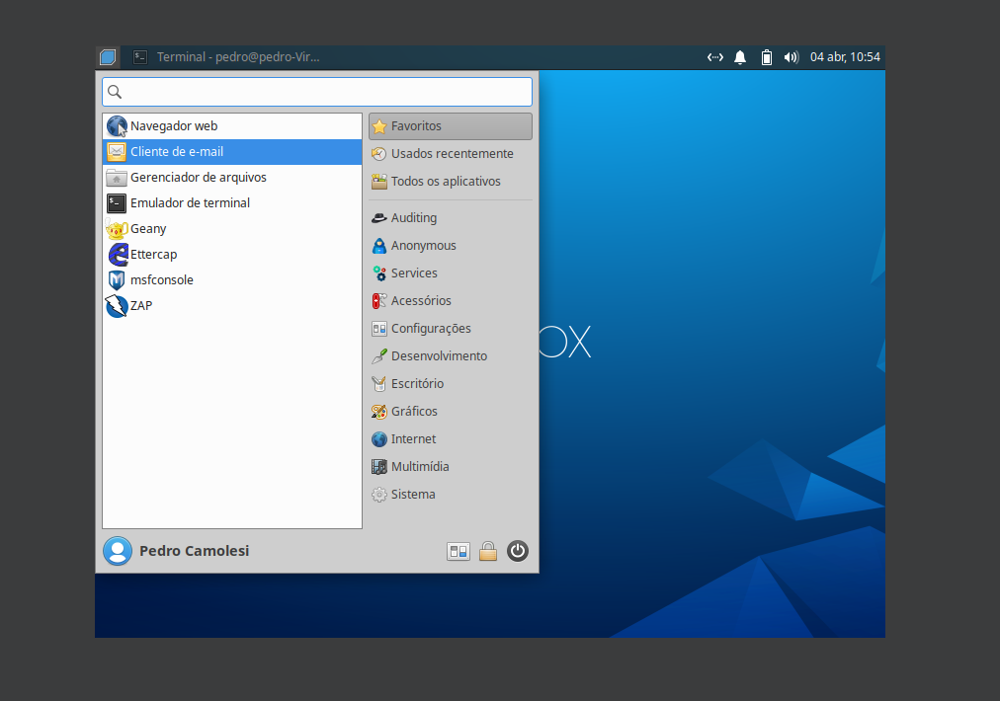 Terminal - pedro@pedro-Vir...
04 abr, 10:54
Navegador web
Cliente de e-mail
Gerenciador de arquivos
Emulador de terminal
Geany
Ettercap
msfconsole
ZAP
Favoritos
Usados recentemente
Todos os aplicativos
Auditing
Anonymous
Services
Acessórios
Configurações
Desenvolvimento
Escritório
Gráficos
Internet
Multimídia
Sistema
OX
Pedro Camolesi